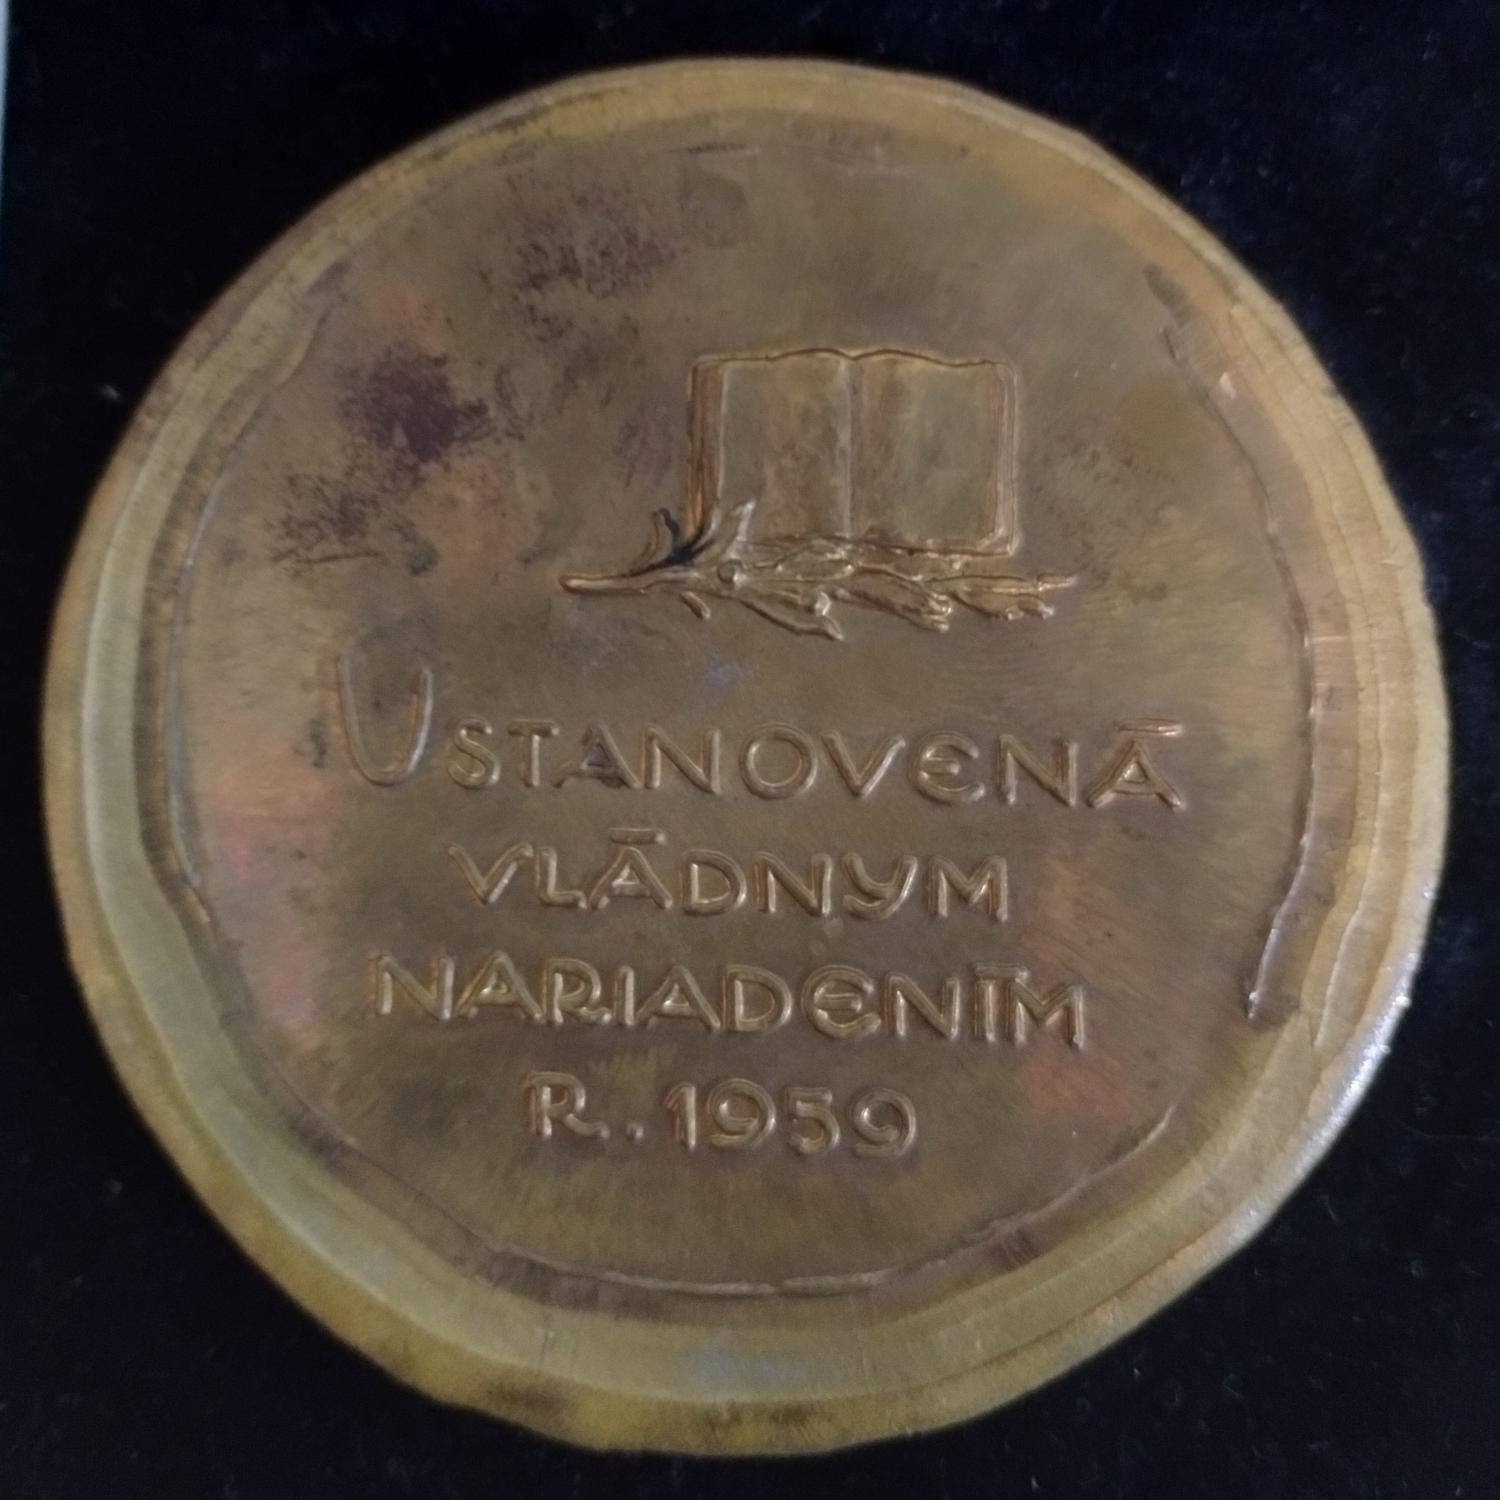 USTANOVENÁ
VLÁDNYM
NARIADENÍM
R. 1959